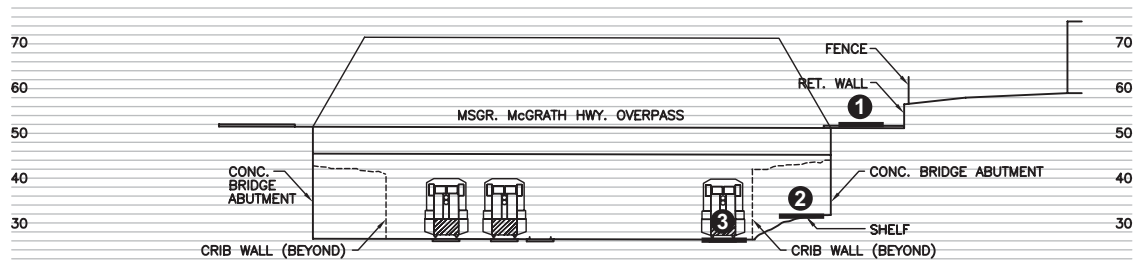 70
70
FENCE
60
RET. WALL
60
1
MSGR. McGRATH HWY. OVERPASS
50
50
CONC.
BRIDGE
ABUTMENT
CONC. BRIDGE ABUTMENT
40
40
2
3
30
SHELF
30
CRIB WALL (BEYOND)
CRIB WALL (BEYOND)